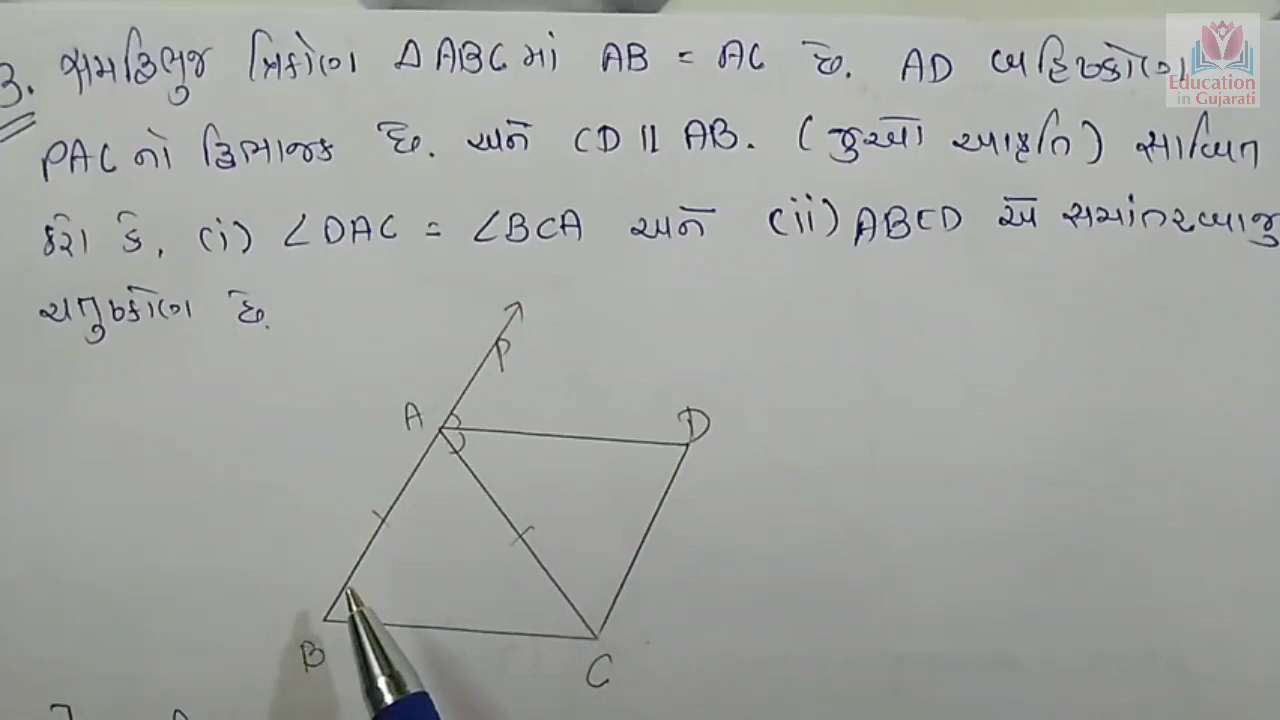 3. સમદ્વિભુજ ત્રિકોણ ΔABC માં AB = AC છે. AD બહિષ્કોણ
PAC નો દ્વિભાજક છે. અને CD || AB. (જુઓ આકૃતિ) સાબિત
કરો કે, (i) ∠DAC = ∠BCA અને (ii) ABCD એ સમાંતરબાજુ
ચતુષ્કોણ છે.
Education
in Gujarati
P
A
D
B
C